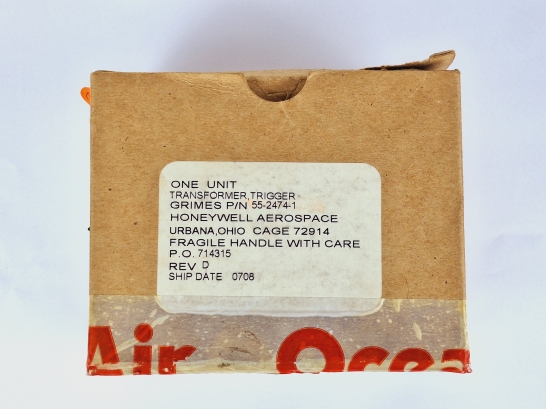 ONE UNIT
TRANSFORMER,TRIGGER
GRIMES P/N 55-2474-1
HONEYWELL AEROSPACE
URBANA,OHIO CAGE 72914
FRAGILE HANDLE WITH CARE
P.O. 714315
REV D
SHIP DATE 0708
Air Ocea